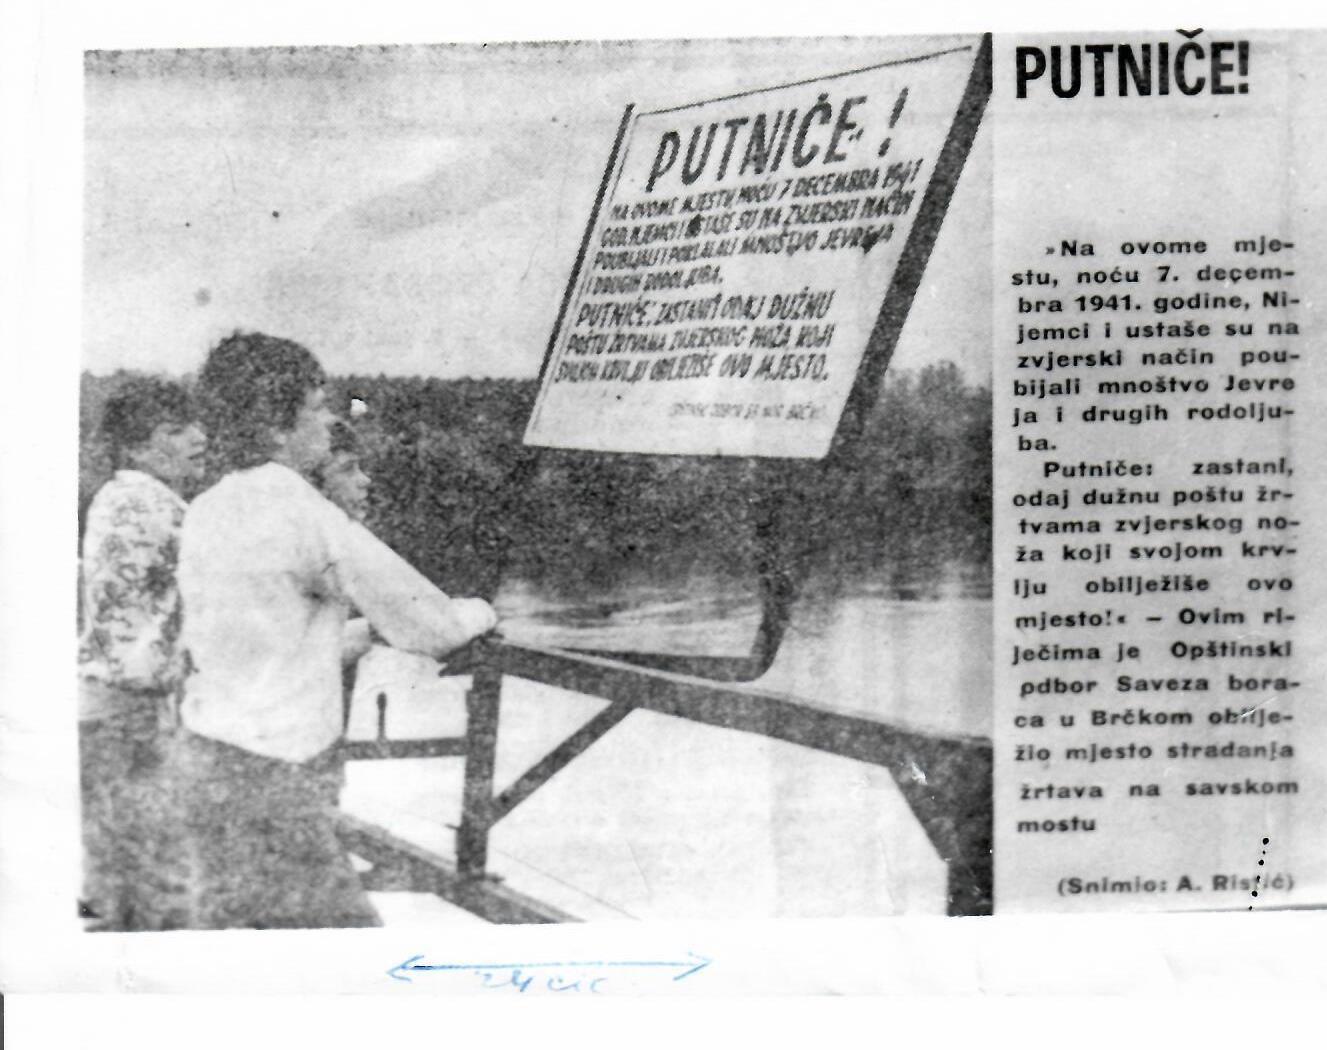 PUTNIČE !
NA OVOME MJESTU, NOĆU 7 DECEMBRA 1941
GOD. NJEMCI I USTAŠE SU NA ZVJERSKI NAČIN
POUBIJALI I POKLALALI MNOŠTVO JEVREJA
I DRUGIH RODOLJUBA.
PUTNIČE, ZASTANI! ODAJ DUŽNU
POŠTU ŽRTVAMA ZVJERSKOG NOŽA KOJI
SVOJOM KRVLJU OBILJEŽIŠE OVO MJESTO.
PUTNIČE!
»Na ovome mje-
stu, noću 7. decem-
bra 1941. godine, Ni-
jemci i ustaše su na
zvjerski način pou-
bijali mnoštvo Jevre
ja i drugih rodolju-
ba.
Putniče: zastani,
odaj dužnu poštu žr-
tvama zvjerskog no-
ža koji svojom krv-
lju obilježiše ovo
mjesto!« — Ovim ri-
ječima je Opštinski
odbor Saveza bora-
ca u Brčkom obilje-
žio mjesto stradanja
žrtava na savskom
mostu
(Snimio: A. Ristić)